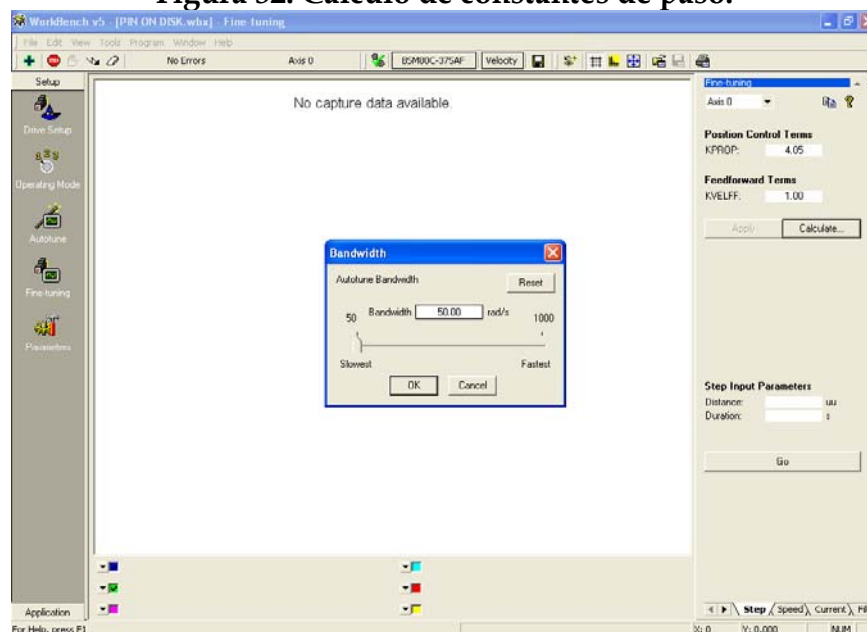 Figura 32. Cálculo de constantes de paso.
WorkBench v5 - [PIN ON DISK.wbx] - Fine-tuning
File Edit View Tools Program Window Help
No Errors
Axis 0
BSM80C-375AF
Velocity
Setup
Drive Setup
Operating Mode
Autotune
Fine-tuning
Parameters
Application
No capture data available.
Bandwidth
Autotune Bandwidth
Reset
50
Bandwidth 50.00 rad/s
1000
Slowest
Fastest
OK
Cancel
Fine-tuning
Axis 0
Position Control Terms
KPROP: 4.05
Feedforward Terms
KVELFF: 1.00
Apply
Calculate...
Step Input Parameters
Distance: uu
Duration: s
Go
Step Speed Current
For Help, press F1
X: 0 Y: 0.000 NUM